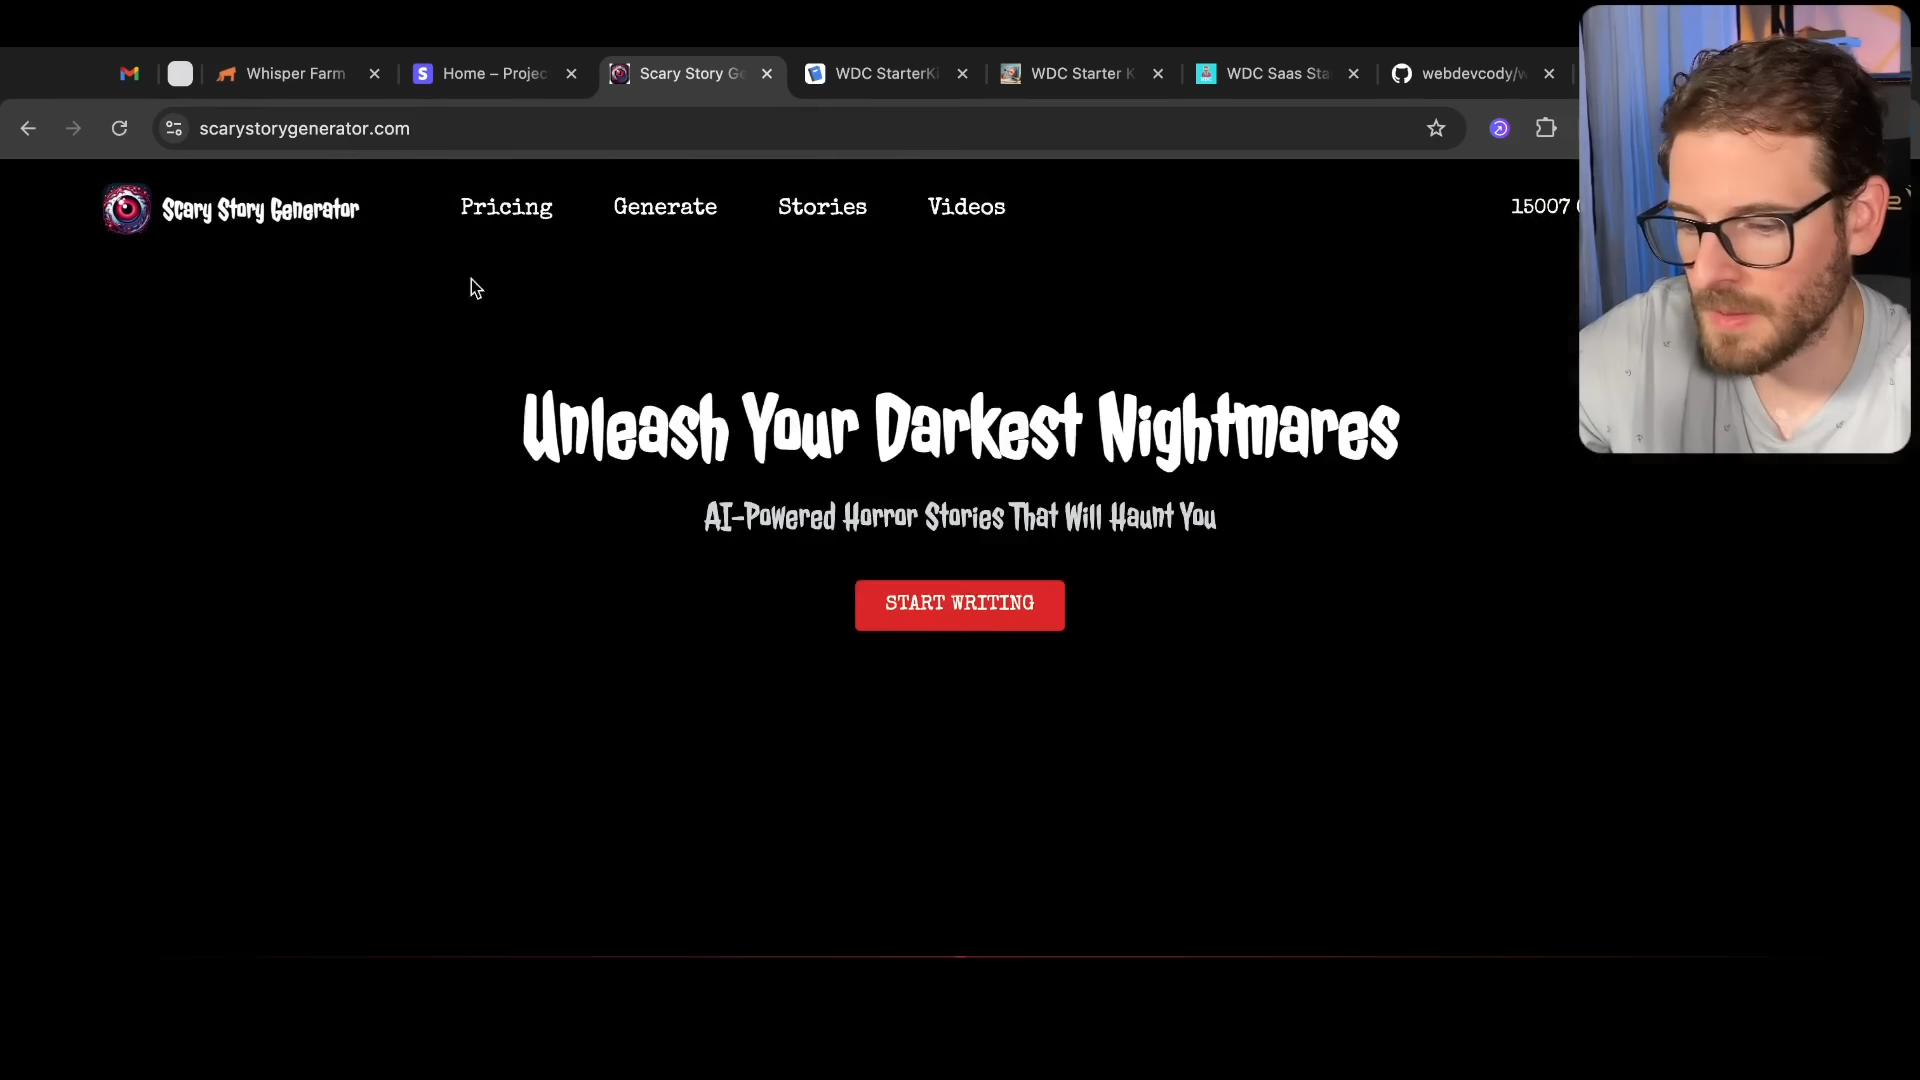 Whisper Farm
Home – Projec
Scary Story Ge
WDC StarterKi
WDC Starter K
WDC Saas Sta
webdevcody/w
scarystorygenerator.com
Scary Story Generator
Pricing
Generate
Stories
Videos
15007
Unleash Your Darkest Nightmares
AI-Powered Horror Stories That Will Haunt You
START WRITING